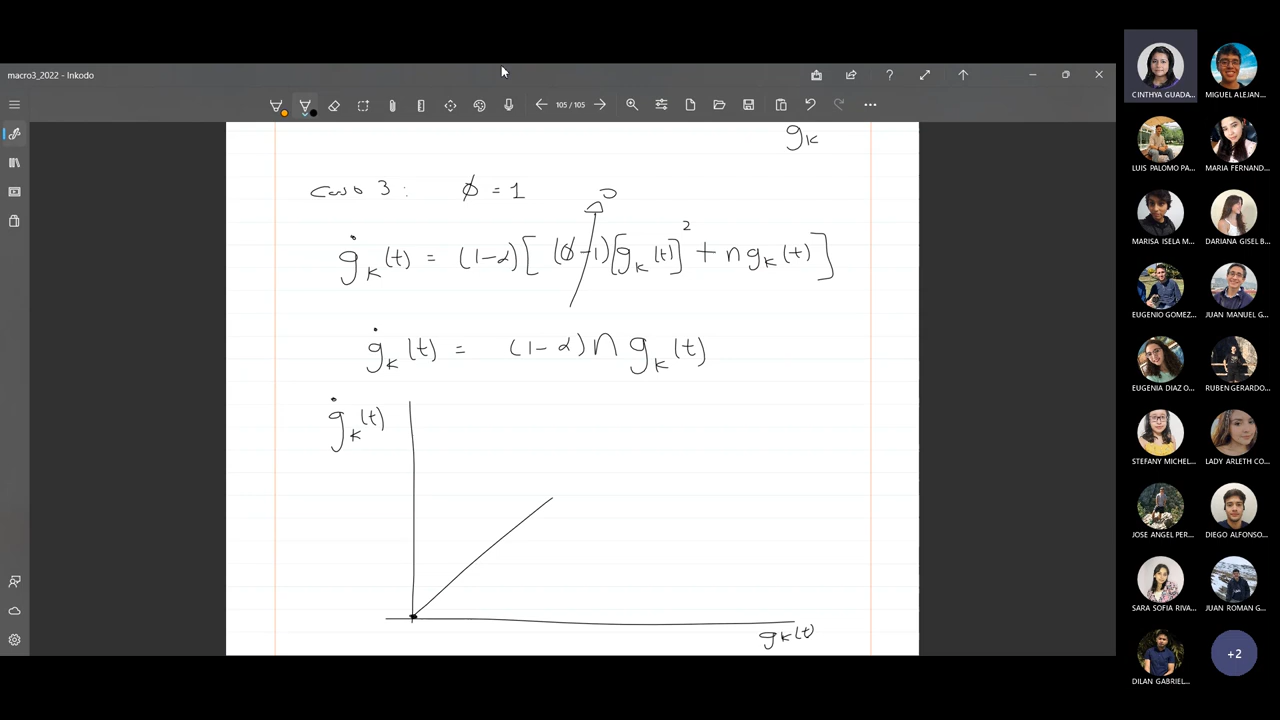 macro3_2022 - Inkodo
105 / 105
g_K
Caso 3 : ϕ = 1
0
ġ_K(t) = (1-α)[ (ϕ-1)[g_K(t)]² + n g_K(t) ]
ġ_K(t) = (1-α) n g_K(t)
ġ_K(t)
g_K(t)
CINTHYA GUADA...
MIGUEL ALEJAN...
LUIS PALOMO PA...
MARIA FERNAND...
MARISA ISELA M...
DARIANA GISEL B...
EUGENIO GOMEZ...
JUAN MANUEL G...
EUGENIA DIAZ O...
RUBEN GERARDO...
STEFANY MICHEL...
LADY ARLETH CO...
JOSE ANGEL PER...
DIEGO ALFONSO...
SARA SOFIA RIVA...
JUAN ROMAN G...
DILAN GABRIEL...
+2